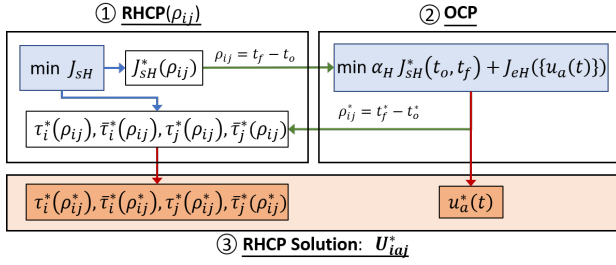 ① RHCP(ρ_ij)
② OCP
min J_sH
J*_sH(ρ_ij)
ρ_ij = t_f − t_o
min α_H J*_sH(t_o, t_f) + J_eH({u_a(t)})
ρ*_ij = t*_f − t*_o
τ*_i(ρ_ij), τ̄*_i(ρ_ij), τ*_j(ρ_ij), τ̄*_j(ρ_ij)
τ*_i(ρ*_ij), τ̄*_i(ρ*_ij), τ*_j(ρ*_ij), τ̄*_j(ρ*_ij)
u*_a(t)
③ RHCP Solution: U*_iaj